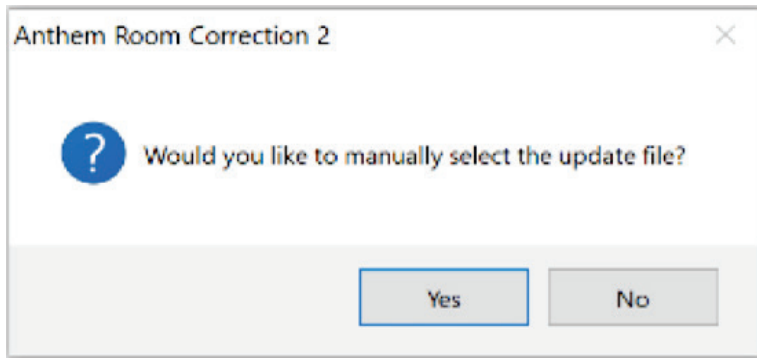 Anthem Room Correction 2
Would you like to manually select the update file?
Yes
No